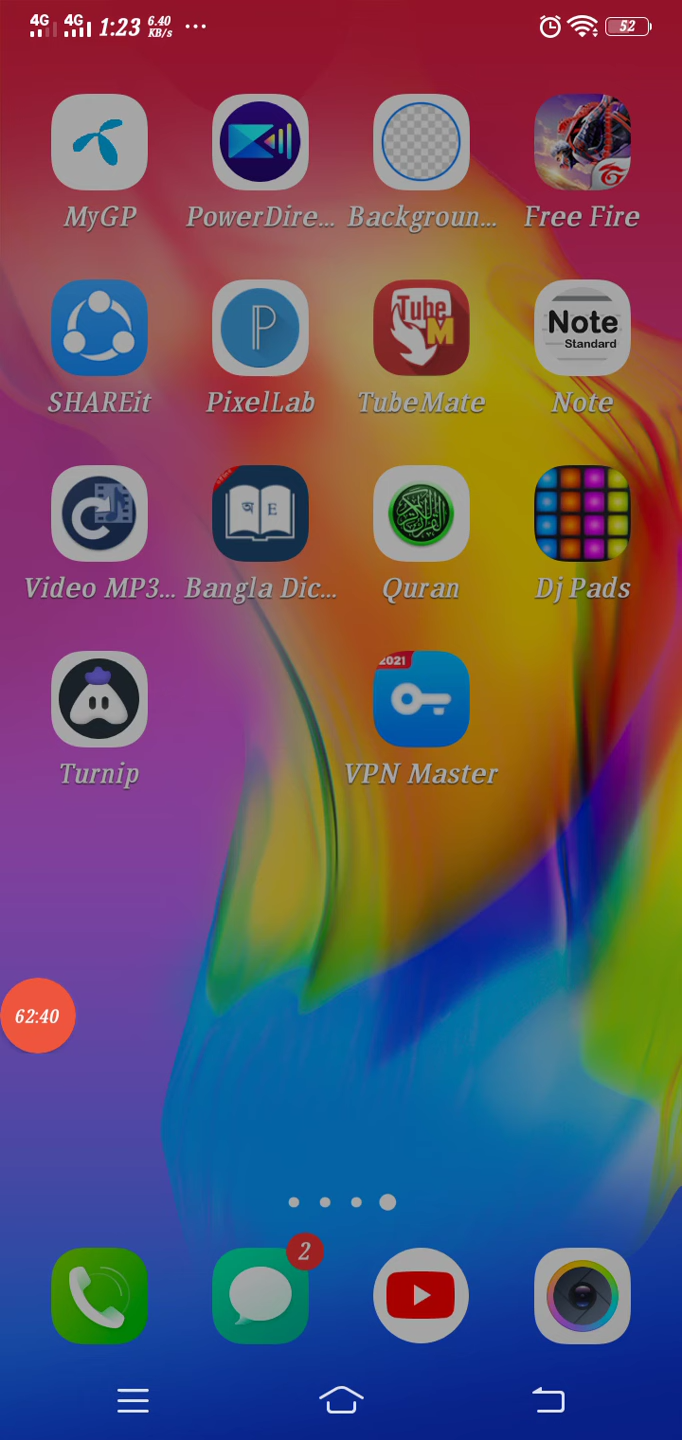 4G 4G 1:23 6.40 KB/s ... 52
MyGP PowerDire... Backgroun... Free Fire
Tube M
Note
Standard
SHAREit PixelLab TubeMate Note
অ E
Video MP3... Bangla Dic... Quran Dj Pads
2021
Turnip VPN Master
62:40
2